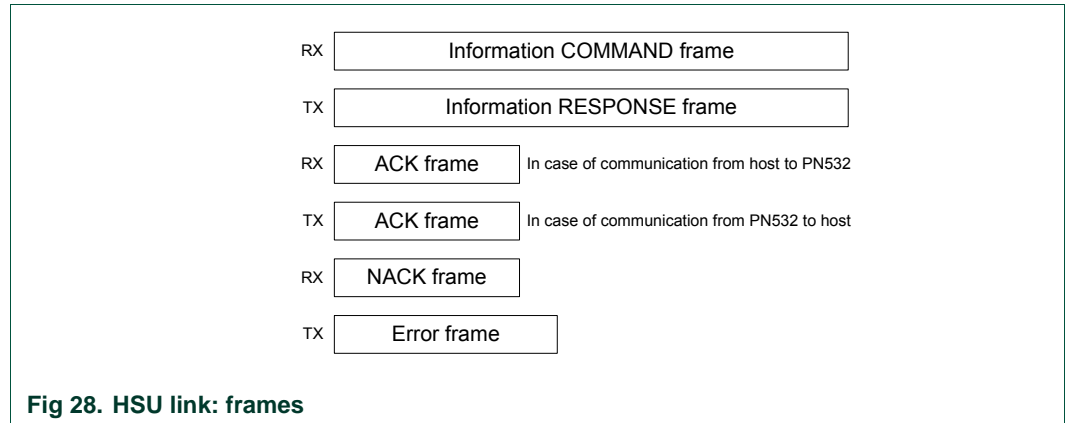 RX Information COMMAND frame
TX Information RESPONSE frame
RX ACK frame In case of communication from host to PN532
TX ACK frame In case of communication from PN532 to host
RX NACK frame
TX Error frame
Fig 28. HSU link: frames